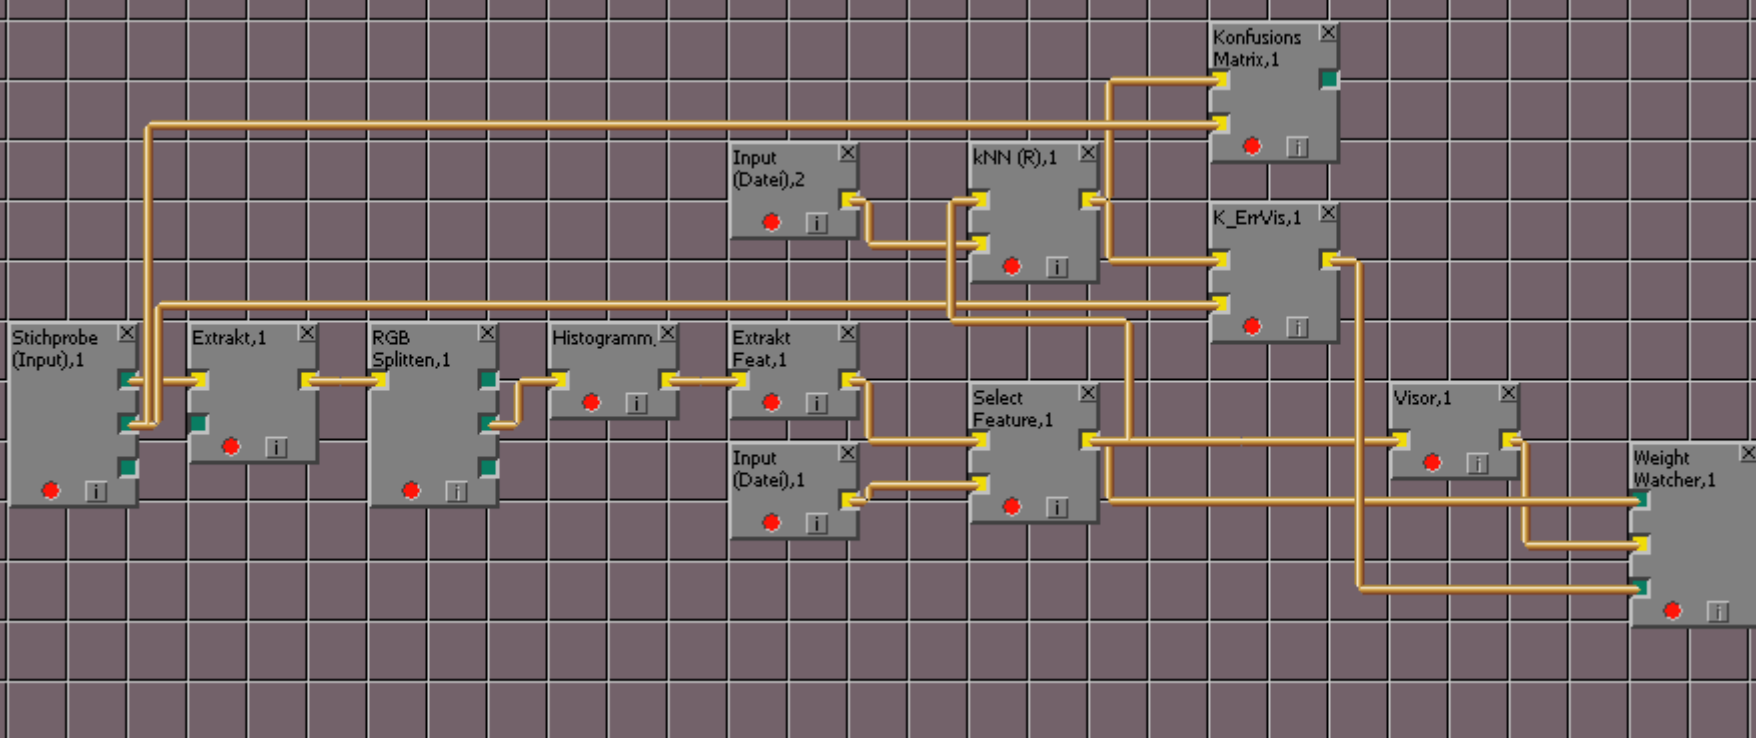 Konfusions
Matrix,1
i
Input
(Datei),2
i
kNN (R),1
i
K_ErrVis,1
i
Stichprobe
(Input),1
i
Extrakt,1
i
RGB
Splitten,1
i
Histogramm,
i
Extrakt
Feat,1
i
Input
(Datei),1
i
Select
Feature,1
i
Visor,1
i
Weight
Watcher,1
i